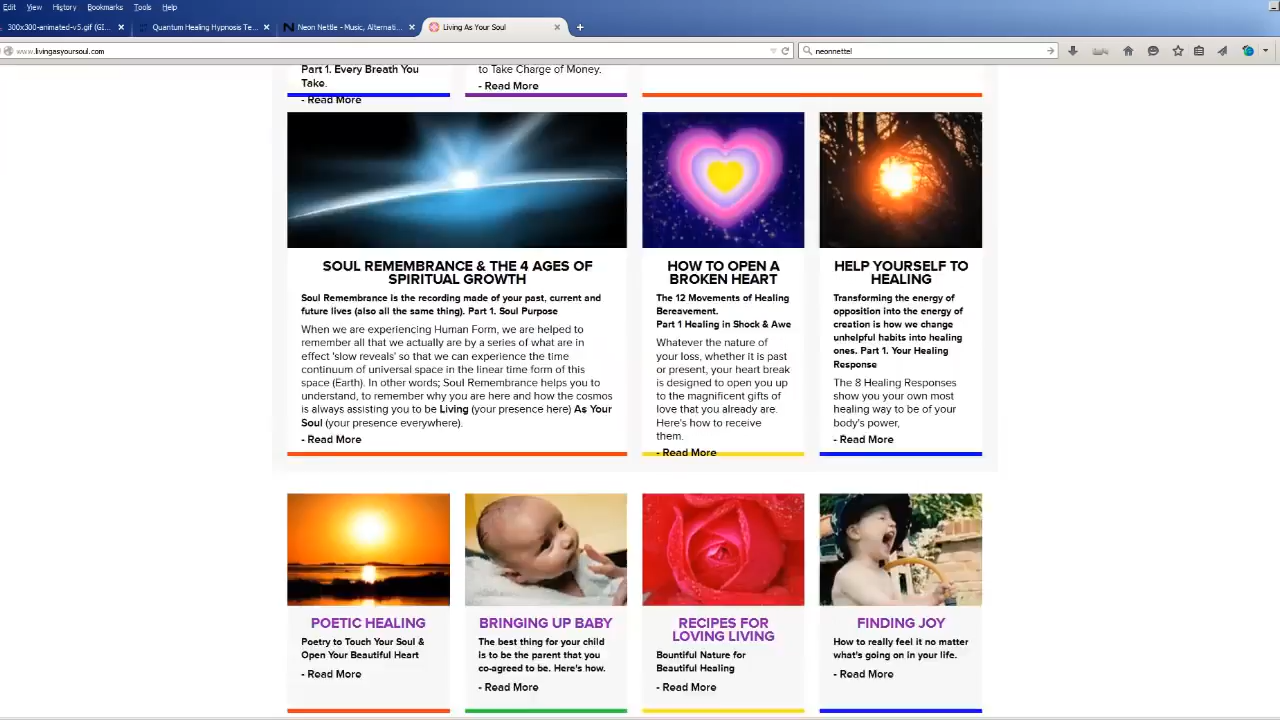 Edit View History Bookmarks Tools Help
300x300-animated-v5.gif (GI...
Quantum Healing Hypnosis Te...
Neon Nettle - Music, Alternati...
Living As Your Soul
www.livingasyoursoul.com
neonnettel
Part 1. Every Breath You
Take.
- Read More
to Take Charge of Money.
- Read More
SOUL REMEMBRANCE & THE 4 AGES OF
SPIRITUAL GROWTH
Soul Remembrance is the recording made of your past, current and
future lives (also all the same thing). Part 1. Soul Purpose
When we are experiencing Human Form, we are helped to
remember all that we actually are by a series of what are in
effect 'slow reveals' so that we can experience the time
continuum of universal space in the linear time form of this
space (Earth). In other words; Soul Remembrance helps you to
understand, to remember why you are here and how the cosmos
is always assisting you to be Living (your presence here) As Your
Soul (your presence everywhere).
- Read More
HOW TO OPEN A
BROKEN HEART
The 12 Movements of Healing
Bereavement.
Part 1 Healing in Shock & Awe
Whatever the nature of
your loss, whether it is past
or present, your heart break
is designed to open you up
to the magnificent gifts of
love that you already are.
Here's how to receive
them.
- Read More
HELP YOURSELF TO
HEALING
Transforming the energy of
opposition into the energy of
creation is how we change
unhelpful habits into healing
ones. Part 1. Your Healing
Response
The 8 Healing Responses
show you your own most
healing way to be of your
body's power,
- Read More
POETIC HEALING
Poetry to Touch Your Soul &
Open Your Beautiful Heart
- Read More
BRINGING UP BABY
The best thing for your child
is to be the parent that you
co-agreed to be. Here's how.
- Read More
RECIPES FOR
LOVING LIVING
Bountiful Nature for
Beautiful Healing
- Read More
FINDING JOY
How to really feel it no matter
what's going on in your life.
- Read More